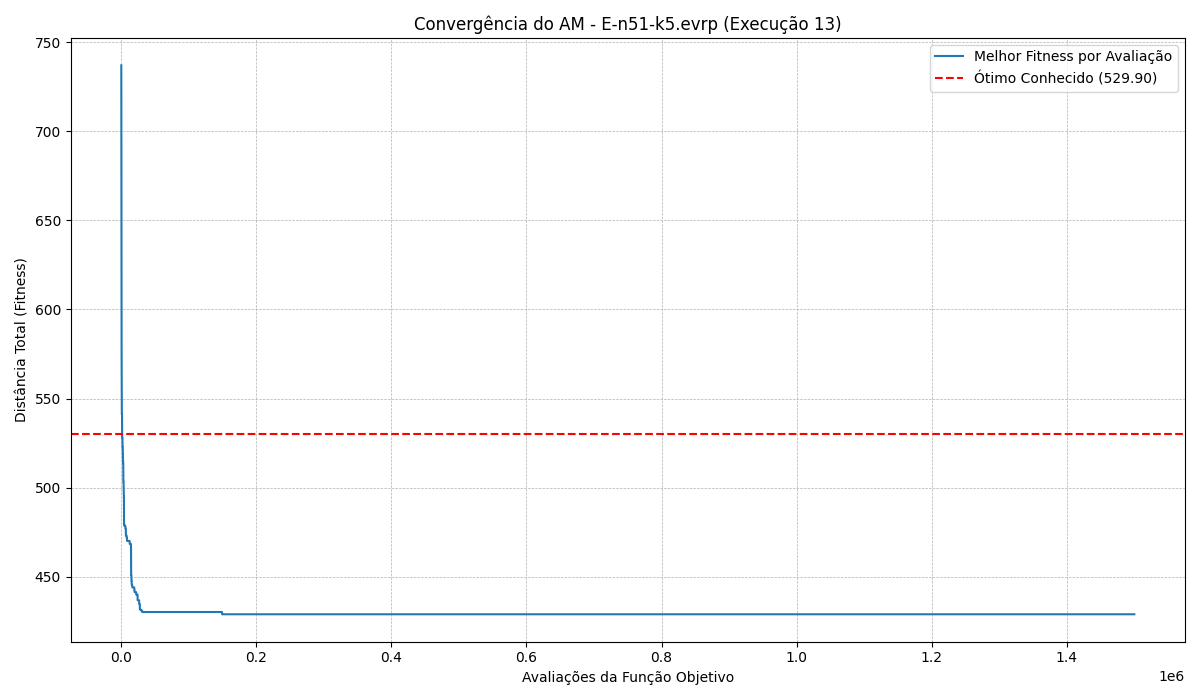 Convergência do AM - E-n51-k5.evrp (Execução 13)
Melhor Fitness por Avaliação
Ótimo Conhecido (529.90)
Distância Total (Fitness)
750
700
650
600
550
500
450
0.0
0.2
0.4
0.6
0.8
1.0
1.2
1.4
1e6
Avaliações da Função Objetivo